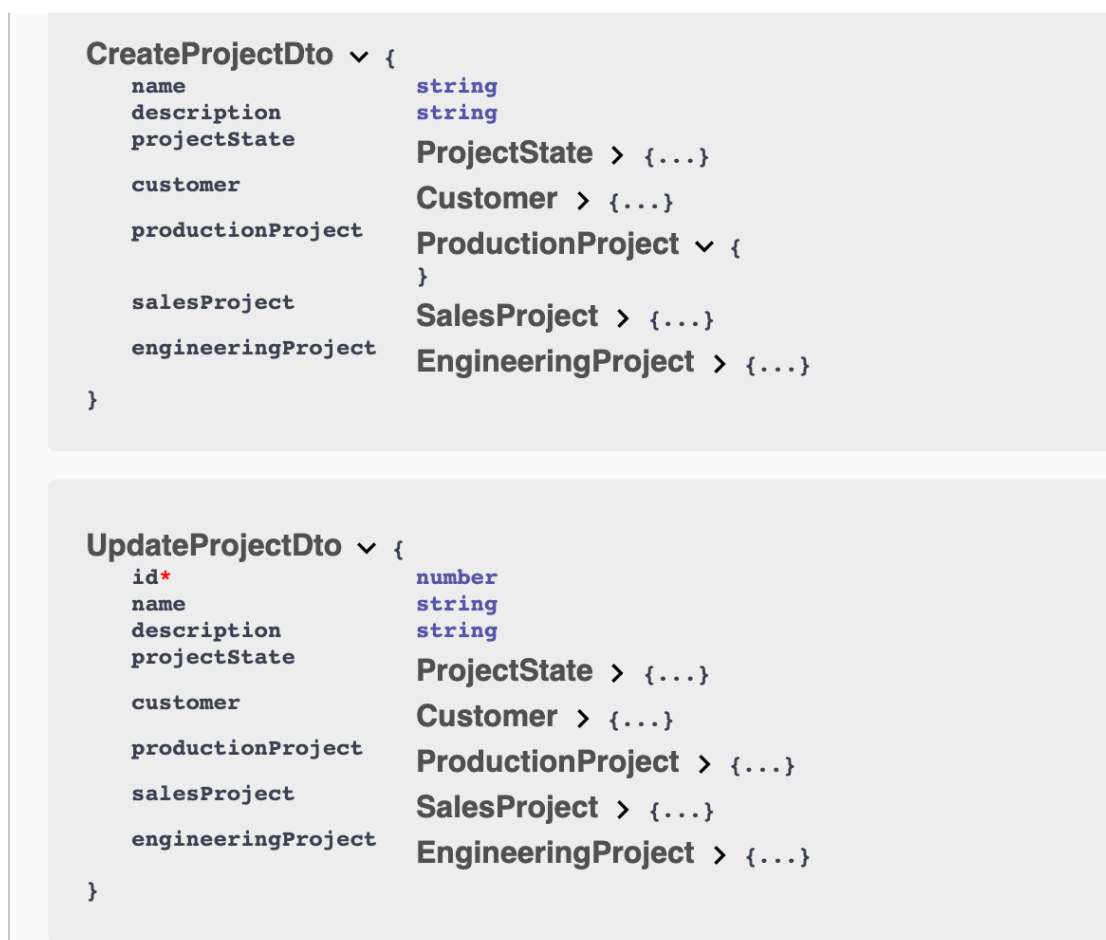 CreateProjectDto {
name string
description string
projectState ProjectState {...}
customer Customer {...}
productionProject ProductionProject {
}
salesProject SalesProject {...}
engineeringProject EngineeringProject {...}
}
UpdateProjectDto {
id* number
name string
description string
projectState ProjectState {...}
customer Customer {...}
productionProject ProductionProject {...}
salesProject SalesProject {...}
engineeringProject EngineeringProject {...}
}